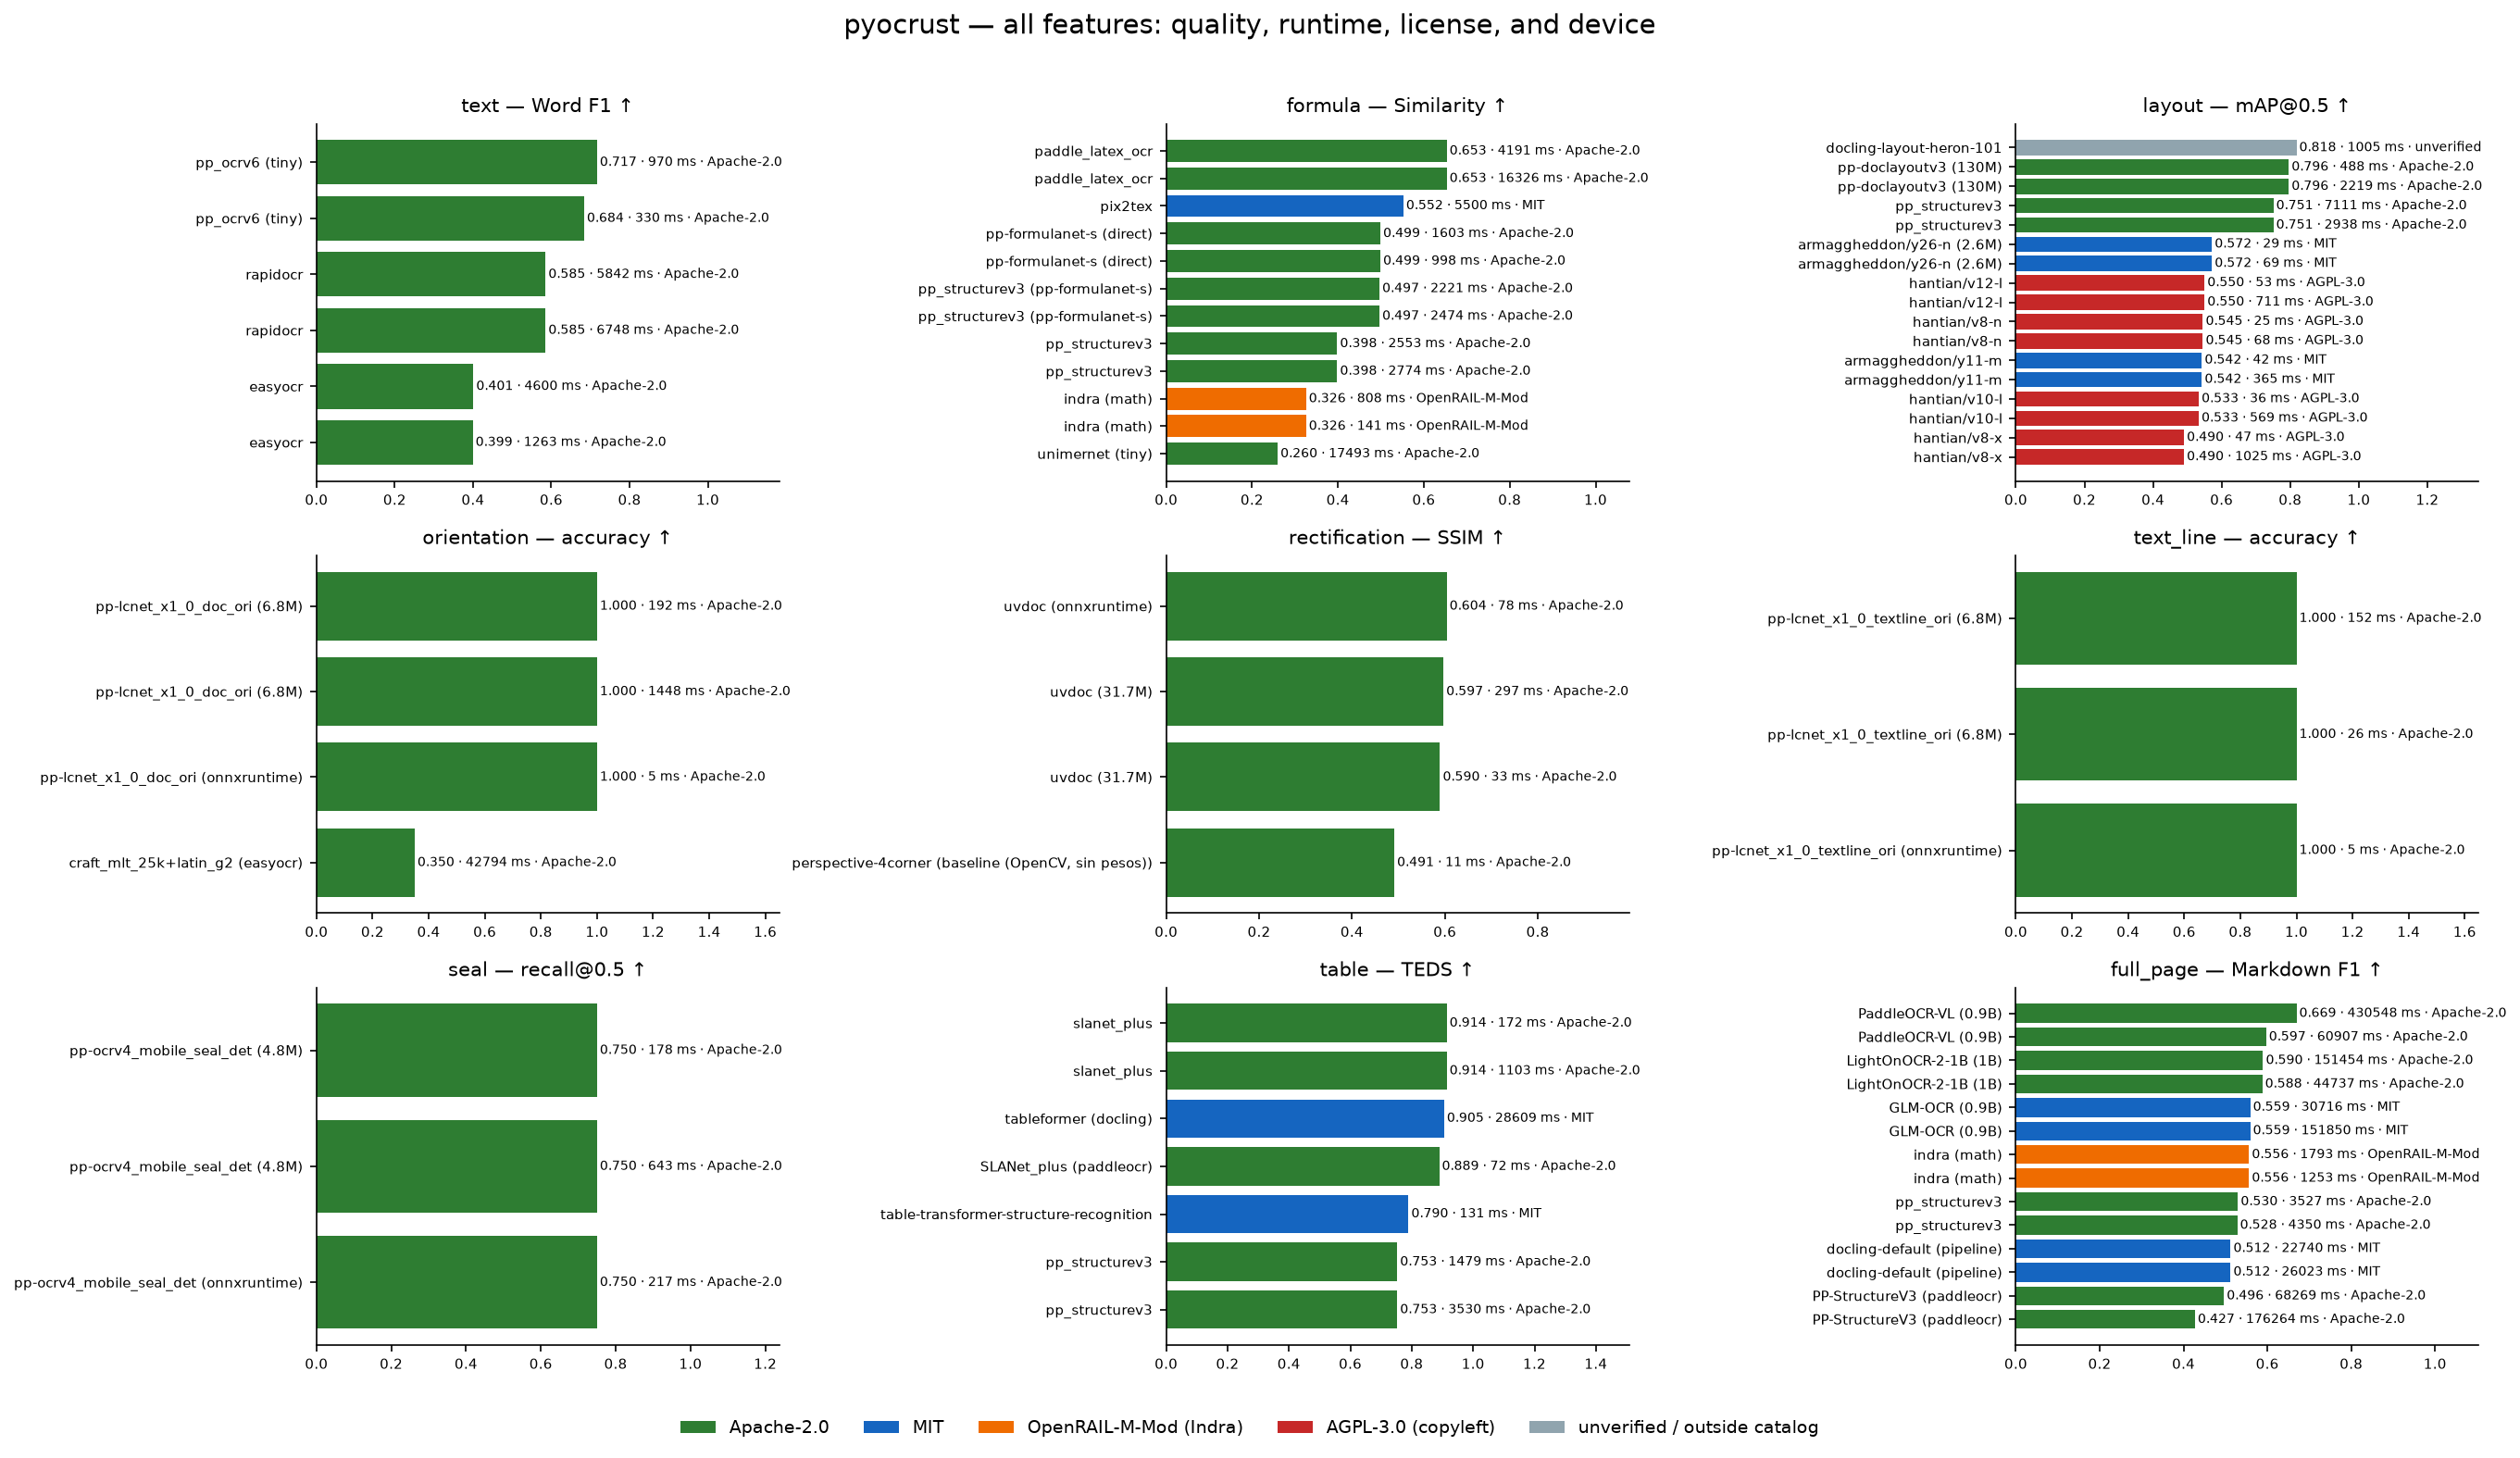 pyocrust — all features: quality, runtime, license, and device
text — Word F1 ↑
pp_ocrv6 (tiny) 0.717 · 970 ms · Apache-2.0
pp_ocrv6 (tiny) 0.684 · 330 ms · Apache-2.0
rapidocr 0.585 · 5842 ms · Apache-2.0
rapidocr 0.585 · 6748 ms · Apache-2.0
easyocr 0.401 · 4600 ms · Apache-2.0
easyocr 0.399 · 1263 ms · Apache-2.0
0.0 0.2 0.4 0.6 0.8 1.0
formula — Similarity ↑
paddle_latex_ocr 0.653 · 4191 ms · Apache-2.0
paddle_latex_ocr 0.653 · 16326 ms · Apache-2.0
pix2tex 0.552 · 5500 ms · MIT
pp-formulanet-s (direct) 0.499 · 1603 ms · Apache-2.0
pp-formulanet-s (direct) 0.499 · 998 ms · Apache-2.0
pp_structurev3 (pp-formulanet-s) 0.497 · 2221 ms · Apache-2.0
pp_structurev3 (pp-formulanet-s) 0.497 · 2474 ms · Apache-2.0
pp_structurev3 0.398 · 2553 ms · Apache-2.0
pp_structurev3 0.398 · 2774 ms · Apache-2.0
indra (math) 0.326 · 808 ms · OpenRAIL-M-Mod
indra (math) 0.326 · 141 ms · OpenRAIL-M-Mod
unimernet (tiny) 0.260 · 17493 ms · Apache-2.0
0.0 0.2 0.4 0.6 0.8 1.0
layout — mAP@0.5 ↑
docling-layout-heron-101 0.818 · 1005 ms · unverified
pp-doclayoutv3 (130M) 0.796 · 488 ms · Apache-2.0
pp-doclayoutv3 (130M) 0.796 · 2219 ms · Apache-2.0
pp_structurev3 0.751 · 7111 ms · Apache-2.0
pp_structurev3 0.751 · 2938 ms · Apache-2.0
armaggheddon/y26-n (2.6M) 0.572 · 29 ms · MIT
armaggheddon/y26-n (2.6M) 0.572 · 69 ms · MIT
hantian/v12-l 0.550 · 53 ms · AGPL-3.0
hantian/v12-l 0.550 · 711 ms · AGPL-3.0
hantian/v8-n 0.545 · 25 ms · AGPL-3.0
hantian/v8-n 0.545 · 68 ms · AGPL-3.0
armaggheddon/y11-m 0.542 · 42 ms · MIT
armaggheddon/y11-m 0.542 · 365 ms · MIT
hantian/v10-l 0.533 · 36 ms · AGPL-3.0
hantian/v10-l 0.533 · 569 ms · AGPL-3.0
hantian/v8-x 0.490 · 47 ms · AGPL-3.0
hantian/v8-x 0.490 · 1025 ms · AGPL-3.0
0.0 0.2 0.4 0.6 0.8 1.0 1.2
orientation — accuracy ↑
pp-lcnet_x1_0_doc_ori (6.8M) 1.000 · 192 ms · Apache-2.0
pp-lcnet_x1_0_doc_ori (6.8M) 1.000 · 1448 ms · Apache-2.0
pp-lcnet_x1_0_doc_ori (onnxruntime) 1.000 · 5 ms · Apache-2.0
craft_mlt_25k+latin_g2 (easyocr) 0.350 · 42794 ms · Apache-2.0
0.0 0.2 0.4 0.6 0.8 1.0 1.2 1.4 1.6
rectification — SSIM ↑
uvdoc (onnxruntime) 0.604 · 78 ms · Apache-2.0
uvdoc (31.7M) 0.597 · 297 ms · Apache-2.0
uvdoc (31.7M) 0.590 · 33 ms · Apache-2.0
perspective-4corner (baseline (OpenCV, sin pesos)) 0.491 · 11 ms · Apache-2.0
0.0 0.2 0.4 0.6 0.8
text_line — accuracy ↑
pp-lcnet_x1_0_textline_ori (6.8M) 1.000 · 152 ms · Apache-2.0
pp-lcnet_x1_0_textline_ori (6.8M) 1.000 · 26 ms · Apache-2.0
pp-lcnet_x1_0_textline_ori (onnxruntime) 1.000 · 5 ms · Apache-2.0
0.0 0.2 0.4 0.6 0.8 1.0 1.2 1.4 1.6
seal — recall@0.5 ↑
pp-ocrv4_mobile_seal_det (4.8M) 0.750 · 178 ms · Apache-2.0
pp-ocrv4_mobile_seal_det (4.8M) 0.750 · 643 ms · Apache-2.0
pp-ocrv4_mobile_seal_det (onnxruntime) 0.750 · 217 ms · Apache-2.0
0.0 0.2 0.4 0.6 0.8 1.0 1.2
table — TEDS ↑
slanet_plus 0.914 · 172 ms · Apache-2.0
slanet_plus 0.914 · 1103 ms · Apache-2.0
tableformer (docling) 0.905 · 28609 ms · MIT
SLANet_plus (paddleocr) 0.889 · 72 ms · Apache-2.0
table-transformer-structure-recognition 0.790 · 131 ms · MIT
pp_structurev3 0.753 · 1479 ms · Apache-2.0
pp_structurev3 0.753 · 3530 ms · Apache-2.0
0.0 0.2 0.4 0.6 0.8 1.0 1.2 1.4
full_page — Markdown F1 ↑
PaddleOCR-VL (0.9B) 0.669 · 430548 ms · Apache-2.0
PaddleOCR-VL (0.9B) 0.597 · 60907 ms · Apache-2.0
LightOnOCR-2-1B (1B) 0.590 · 151454 ms · Apache-2.0
LightOnOCR-2-1B (1B) 0.588 · 44737 ms · Apache-2.0
GLM-OCR (0.9B) 0.559 · 30716 ms · MIT
GLM-OCR (0.9B) 0.559 · 151850 ms · MIT
indra (math) 0.556 · 1793 ms · OpenRAIL-M-Mod
indra (math) 0.556 · 1253 ms · OpenRAIL-M-Mod
pp_structurev3 0.530 · 3527 ms · Apache-2.0
pp_structurev3 0.528 · 4350 ms · Apache-2.0
docling-default (pipeline) 0.512 · 22740 ms · MIT
docling-default (pipeline) 0.512 · 26023 ms · MIT
PP-StructureV3 (paddleocr) 0.496 · 68269 ms · Apache-2.0
PP-StructureV3 (paddleocr) 0.427 · 176264 ms · Apache-2.0
0.0 0.2 0.4 0.6 0.8 1.0
Apache-2.0 MIT OpenRAIL-M-Mod (Indra) AGPL-3.0 (copyleft) unverified / outside catalog